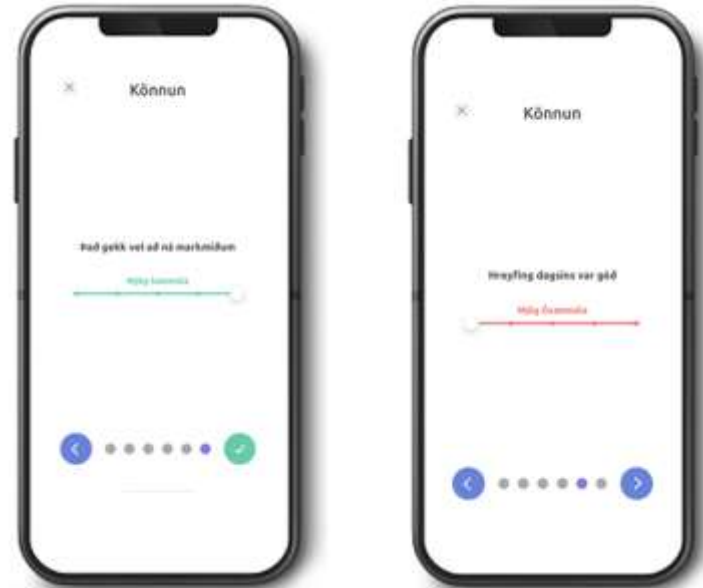 Könnun
Það gekk vel að ná markmiðum
Mjög Sammála
Könnun
Hreyfing dagsins var góð
Mjög Ósammála